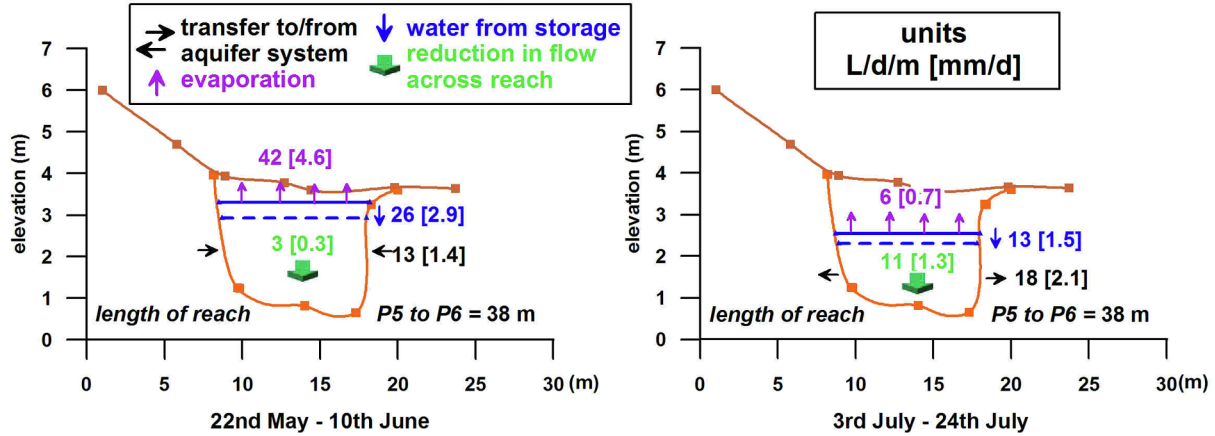 transfer to/from
aquifer system
evaporation
water from storage
reduction in flow
across reach
units
L/d/m [mm/d]
elevation (m)
7
6
5
4
3
2
1
0
42 [4.6]
26 [2.9]
3 [0.3]
13 [1.4]
length of reach P5 to P6 = 38 m
0 5 10 15 20 25 30 (m)
22nd May - 10th June
elevation (m)
7
6
5
4
3
2
1
0
6 [0.7]
13 [1.5]
11 [1.3]
18 [2.1]
length of reach P5 to P6 = 38 m
0 5 10 15 20 25 30 (m)
3rd July - 24th July